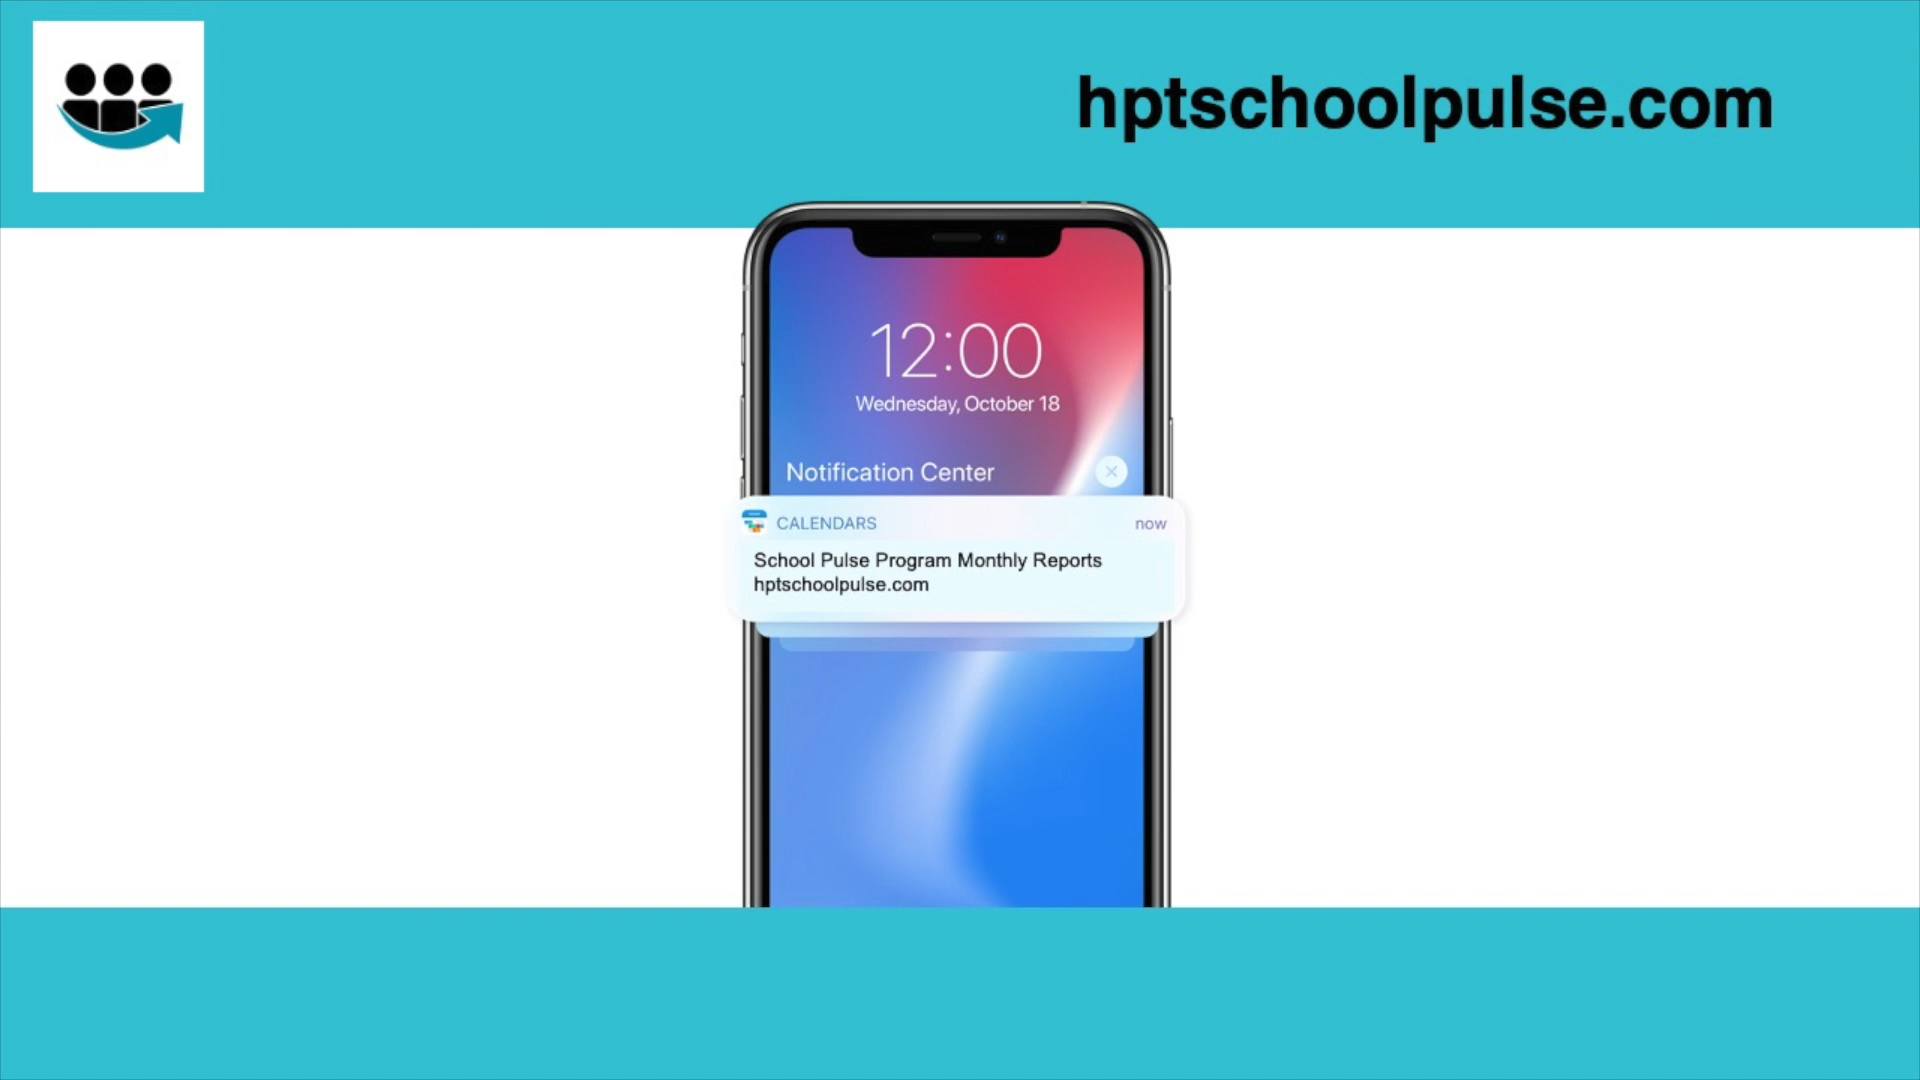 hptschoolpulse.com
12:00
Wednesday, October 18
Notification Center
CALENDARS now
School Pulse Program Monthly Reports
hptschoolpulse.com